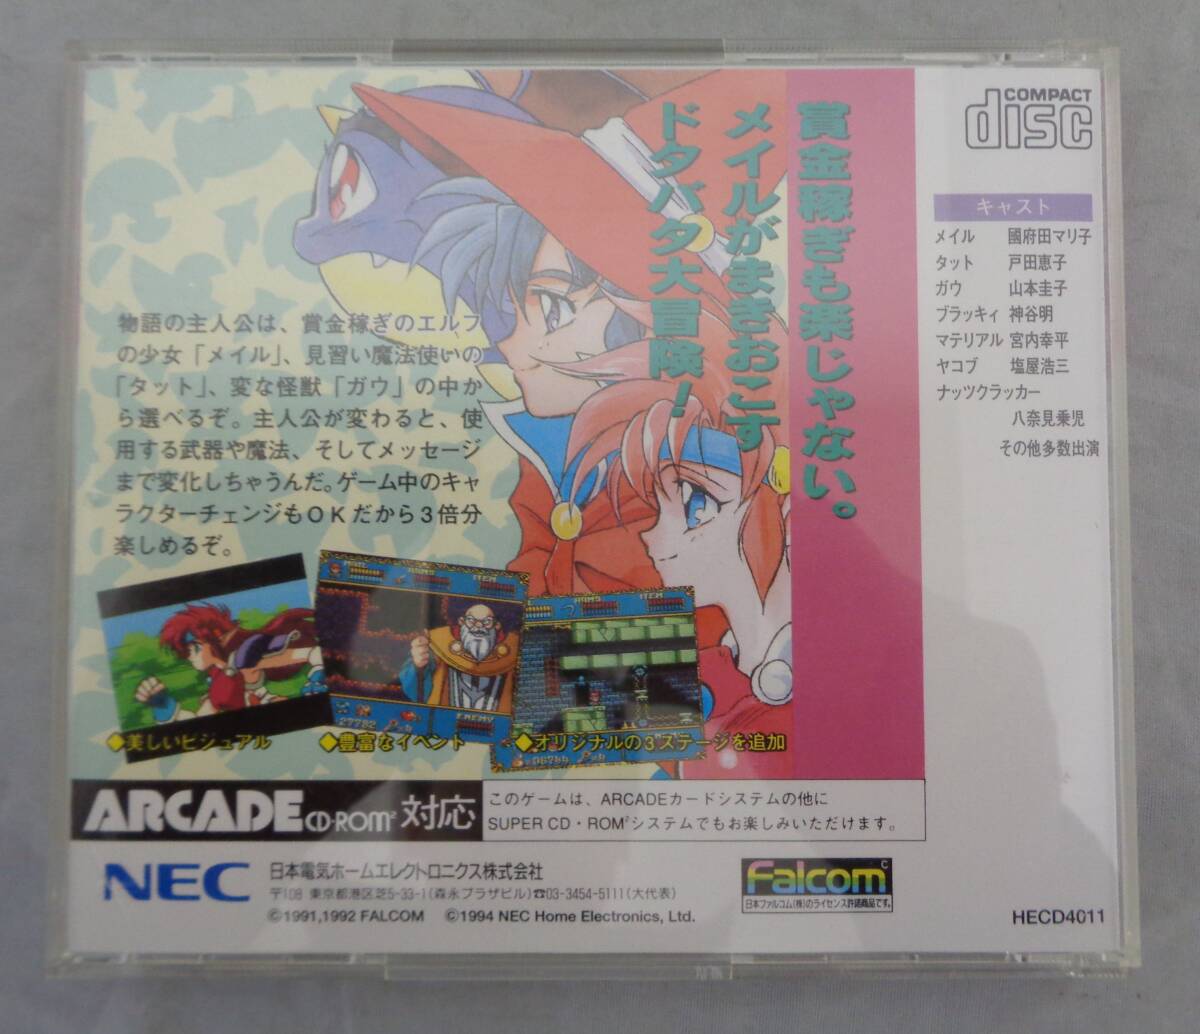 賞金稼ぎも楽じゃない。
メイルがまきおこす
ドタバタ大冒険!
COMPACT
disc
キャスト
メイル 國府田マリ子
タット 戸田恵子
ガウ 山本圭子
ブラッキィ 神谷明
マテリアル 宮内幸平
ヤコブ 塩屋浩三
ナッツクラッカー
八奈見乗児
その他多数出演
物語の主人公は、賞金稼ぎのエルフ
の少女「メイル」、見習い魔法使いの
「タット」、変な怪獣「ガウ」の中か
ら選べるぞ。主人公が変わると、使
用する武器や魔法、そしてメッセージ
まで変化しちゃうんだ。ゲーム中のキャ
ラクターチェンジもOKだから3倍分
楽しめるぞ。
ARMS ITEM
27792
ENEMY
ARMS ITEM
06766
◆美しいビジュアル
◆豊富なイベント
◆オリジナルの3ステージを追加
ARCADE CD-ROM² 対応
このゲームは、ARCADEカードシステムの他に
SUPER CD・ROM²システムでもお楽しみいただけます。
NEC
日本電気ホームエレクトロニクス株式会社
〒108 東京都港区芝5-33-1(森永プラザビル)☎03-3454-5111(大代表)
©1991,1992 FALCOM ©1994 NEC Home Electronics, Ltd.
Falcom C
日本ファルコム(株)のライセンス許諾商品です。
HECD4011